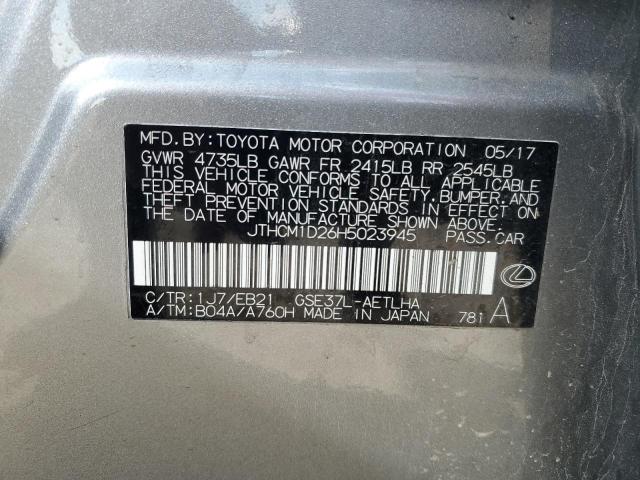 MFD.BY:TOYOTA MOTOR CORPORATION 05/17
GVWR 4735LB GAWR FR 2415LB RR 2545LB
THIS VEHICLE CONFORMS TO ALL APPLICABLE
FEDERAL MOTOR VEHICLE SAFETY,BUMPER,AND
THEFT PREVENTION STANDARDS IN EFFECT ON
THE DATE OF MANUFACTURE SHOWN ABOVE.
JTHCM1D26H5023945 PASS.CAR
C/TR:1J7/EB21 GSE37L-AETLHA
A/TM:B04A/A760H MADE IN JAPAN 781 A